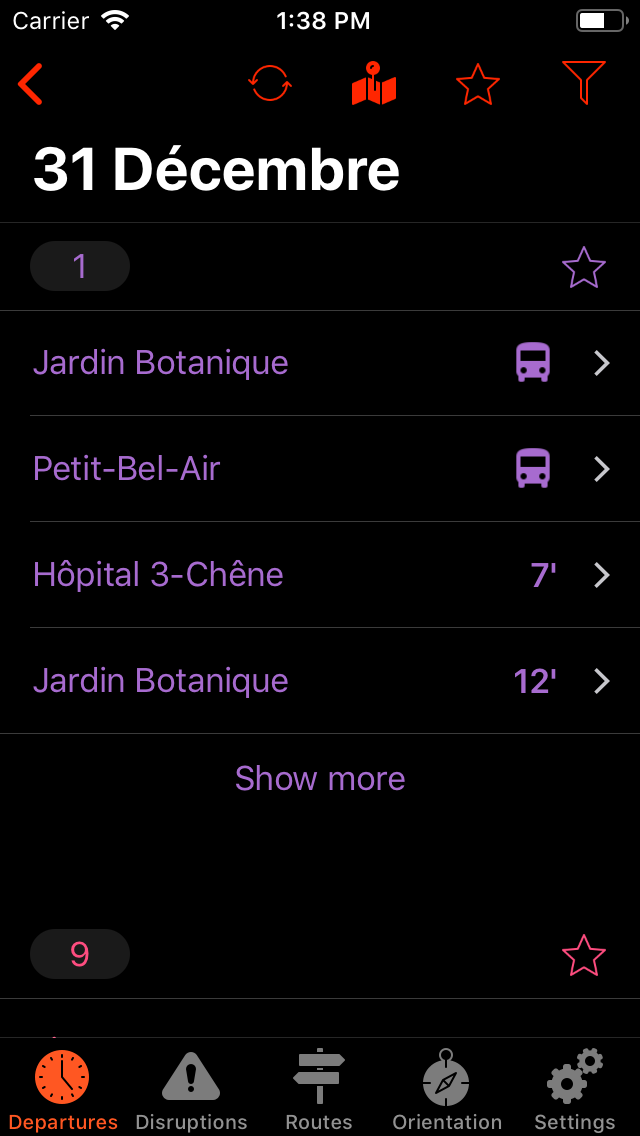 Carrier 1:38 PM
31 Décembre
1
Jardin Botanique
Petit-Bel-Air
Hôpital 3-Chêne 7'
Jardin Botanique 12'
Show more
9
Departures Disruptions Routes Orientation Settings